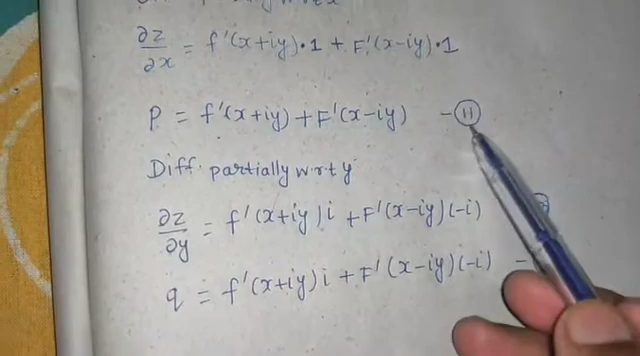 ∂z/∂x = f'(x+iy)·1 + F'(x-iy)·1
P = f'(x+iy) + F'(x-iy) - (11)
Diff. partially w r t y
∂z/∂y = f'(x+iy)i + F'(x-iy)(-i)
q = f'(x+iy)i + F'(x-iy)(-i) -